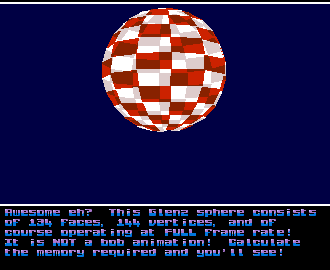 Awesome eh?  This Glenz sphere consists
of 134 faces, 144 vertices, and of
course operating at FULL frame rate!
It is NOT a bob animation!  Calculate
the memory required and you'll see!